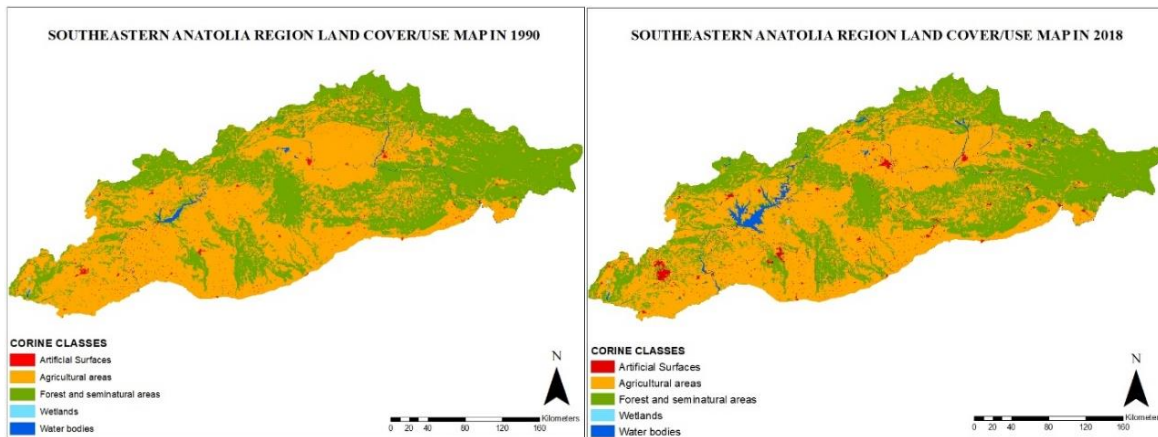 SOUTHEASTERN ANATOLIA REGION LAND COVER/USE MAP IN 1990
CORINE CLASSES
Artificial Surfaces
Agricultural areas
Forest and seminatural areas
Wetlands
Water bodies
N
Kilometers
0 20 40 80 120 160
SOUTHEASTERN ANATOLIA REGION LAND COVER/USE MAP IN 2018
CORINE CLASSES
Artificial Surfaces
Agricultural areas
Forest and seminatural areas
Wetlands
Water bodies
N
Kilometers
0 20 40 80 120 160